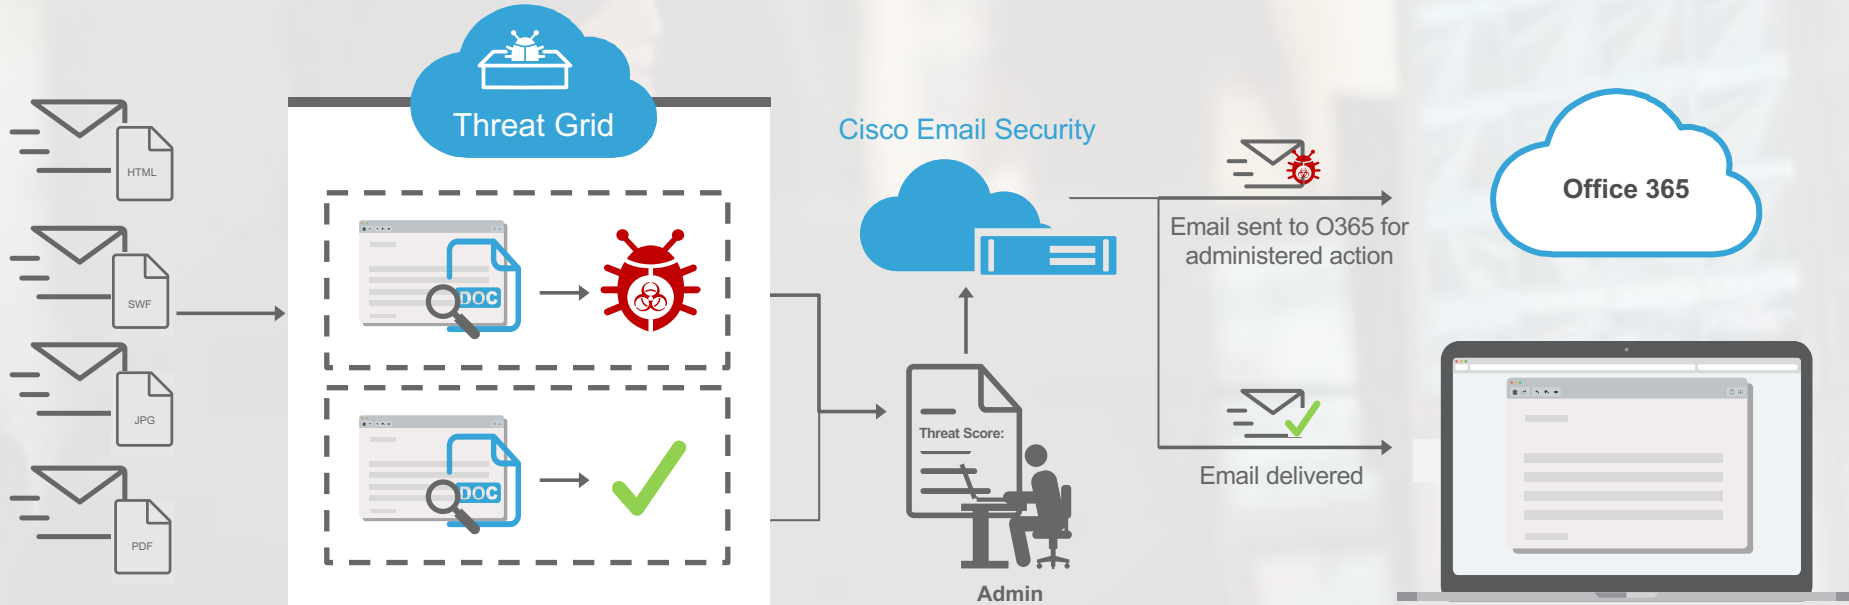 Threat Grid
HTML
SWF
JPG
PDF
DOC
DOC
Cisco Email Security
Threat Score:
Admin
Email sent to O365 for
administered action
Email delivered
Office 365